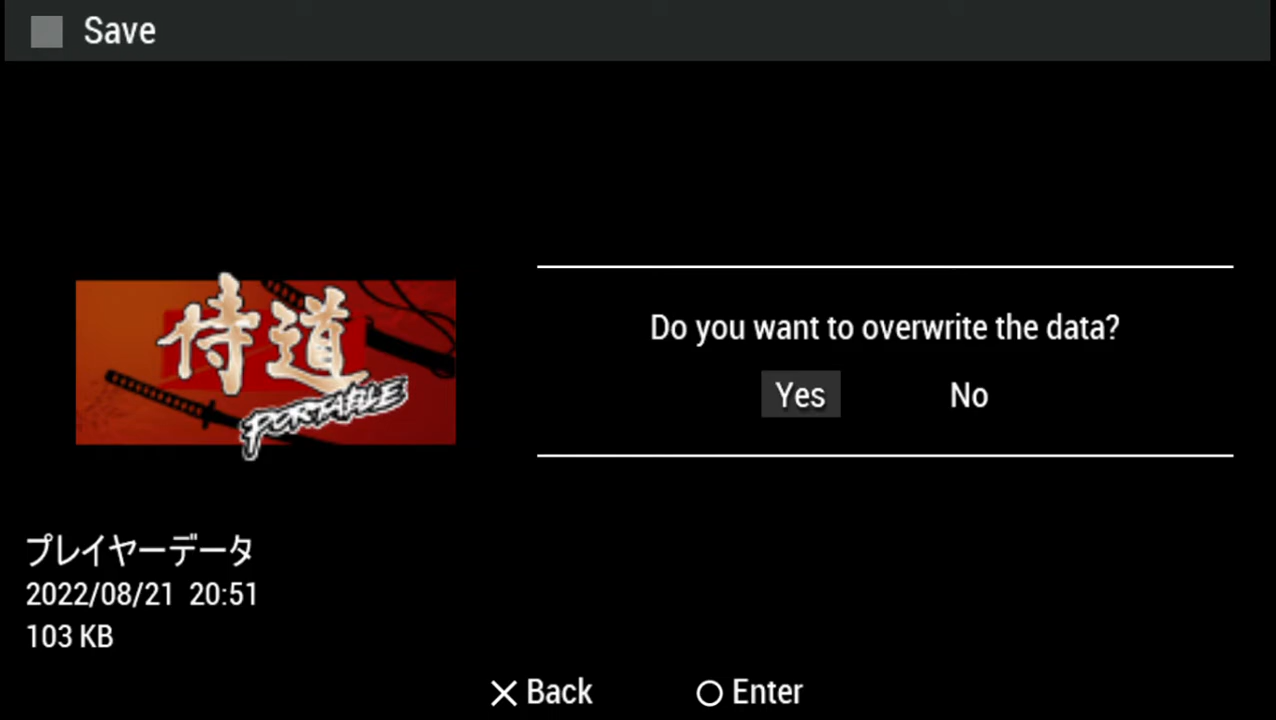 Save
侍道
PORTABLE
Do you want to overwrite the data?
Yes No
プレイヤーデータ
2022/08/21 20:51
103 KB
Back Enter